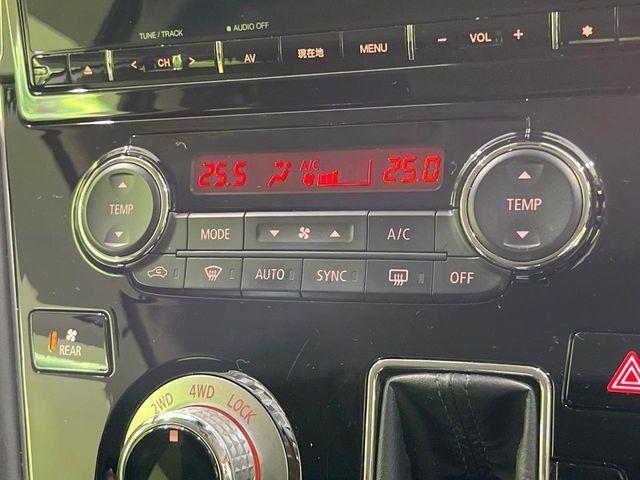 TUNE / TRACK
AUDIO OFF
< CH > AV 現在地 MENU - VOL +
25.5 A/C 25.0
TEMP TEMP
MODE A/C
AUTO SYNC OFF
REAR
2WD 4WD LOCK